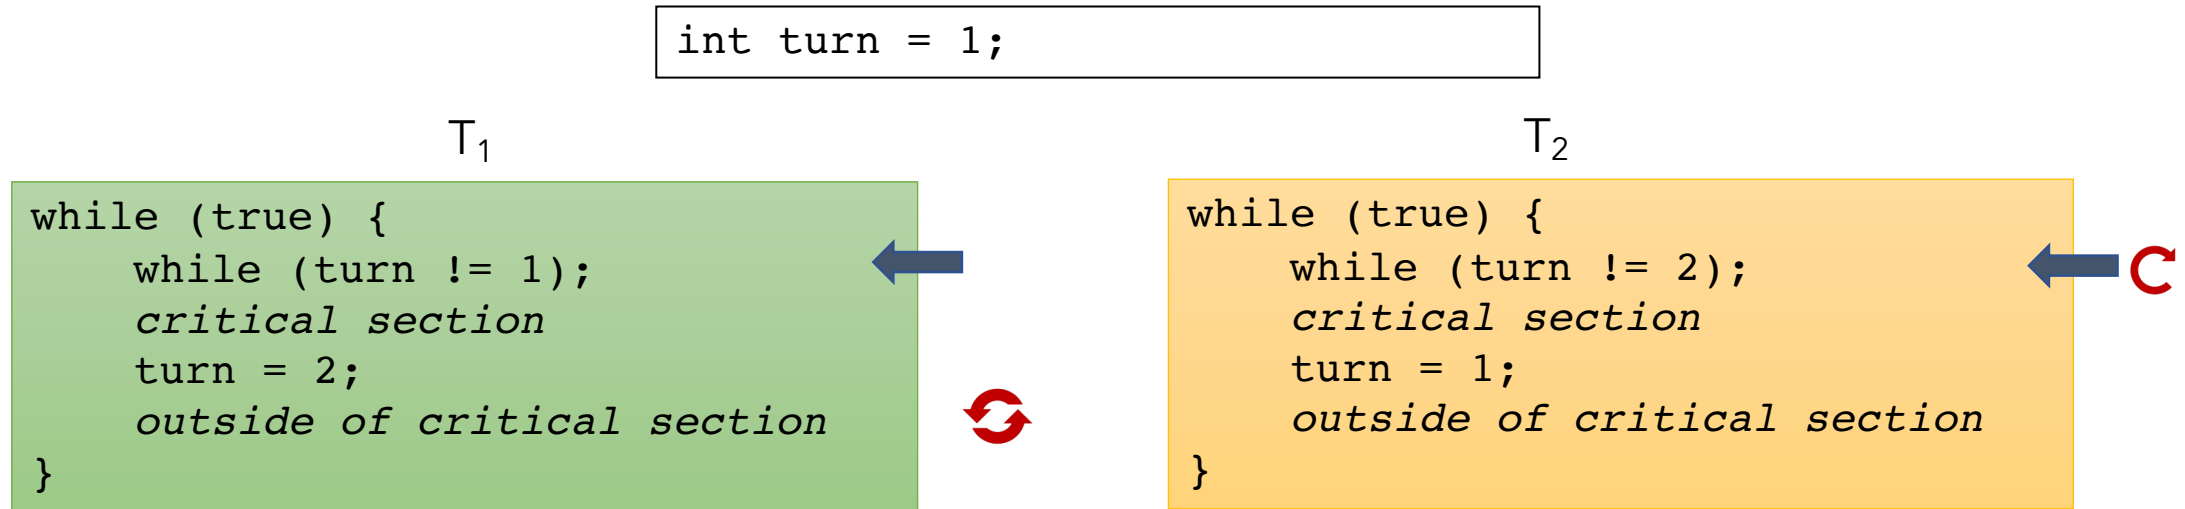 int turn = 1;
T₁
while (true) {
    while (turn != 1);
    critical section
    turn = 2;
    outside of critical section
}
T₂
while (true) {
    while (turn != 2);
    critical section
    turn = 1;
    outside of critical section
}